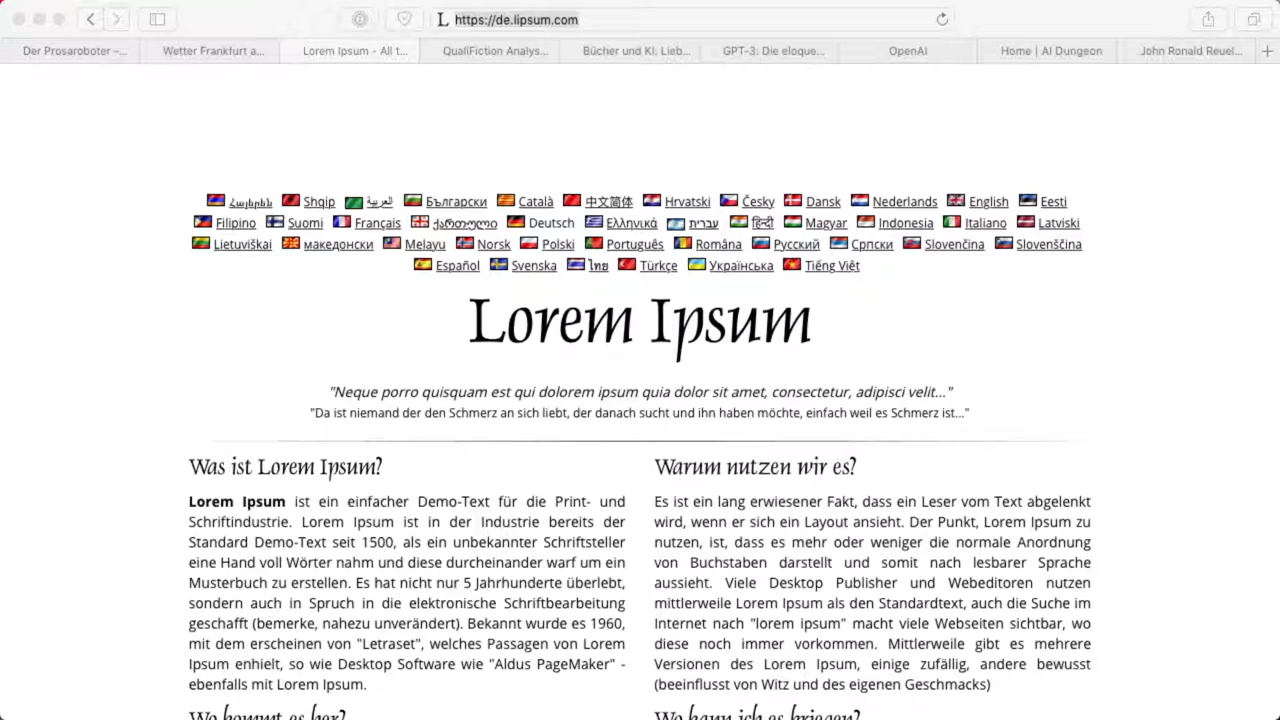 https://de.lipsum.com
Der Prosaroboter –... Wetter Frankfurt a... Lorem Ipsum - All t... QualiFiction Analys... Bücher und KI: Lieb... GPT-3: Die eloque... OpenAI Home | AI Dungeon John Ronald Reuel...
Հայերեն Shqip العربية Български Català 中文简体 Hrvatski Česky Dansk Nederlands English Eesti
Filipino Suomi Français ქართული Deutsch Ελληνικά עברית हिन्दी Magyar Indonesia Italiano Latviski
Lietuviškai македонски Melayu Norsk Polski Português Româna Русский Српски Slovenčina Slovenščina
Español Svenska ไทย Türkçe Українська Tiếng Việt
Lorem Ipsum
"Neque porro quisquam est qui dolorem ipsum quia dolor sit amet, consectetur, adipisci velit..."
"Da ist niemand der den Schmerz an sich liebt, der danach sucht und ihn haben möchte, einfach weil es Schmerz ist..."
Was ist Lorem Ipsum?
Lorem Ipsum ist ein einfacher Demo-Text für die Print- und
Schriftindustrie. Lorem Ipsum ist in der Industrie bereits der
Standard Demo-Text seit 1500, als ein unbekannter Schriftsteller
eine Hand voll Wörter nahm und diese durcheinander warf um ein
Musterbuch zu erstellen. Es hat nicht nur 5 Jahrhunderte überlebt,
sondern auch in Spruch in die elektronische Schriftbearbeitung
geschafft (bemerke, nahezu unverändert). Bekannt wurde es 1960,
mit dem erscheinen von "Letraset", welches Passagen von Lorem
Ipsum enhielt, so wie Desktop Software wie "Aldus PageMaker" -
ebenfalls mit Lorem Ipsum.
Warum nutzen wir es?
Es ist ein lang erwiesener Fakt, dass ein Leser vom Text abgelenkt
wird, wenn er sich ein Layout ansieht. Der Punkt, Lorem Ipsum zu
nutzen, ist, dass es mehr oder weniger die normale Anordnung
von Buchstaben darstellt und somit nach lesbarer Sprache
aussieht. Viele Desktop Publisher und Webeditoren nutzen
mittlerweile Lorem Ipsum als den Standardtext, auch die Suche im
Internet nach "lorem ipsum" macht viele Webseiten sichtbar, wo
diese noch immer vorkommen. Mittlerweile gibt es mehrere
Versionen des Lorem Ipsum, einige zufällig, andere bewusst
(beeinflusst von Witz und des eigenen Geschmacks)
Wo kommt es her?
Wo kann ich es kriegen?